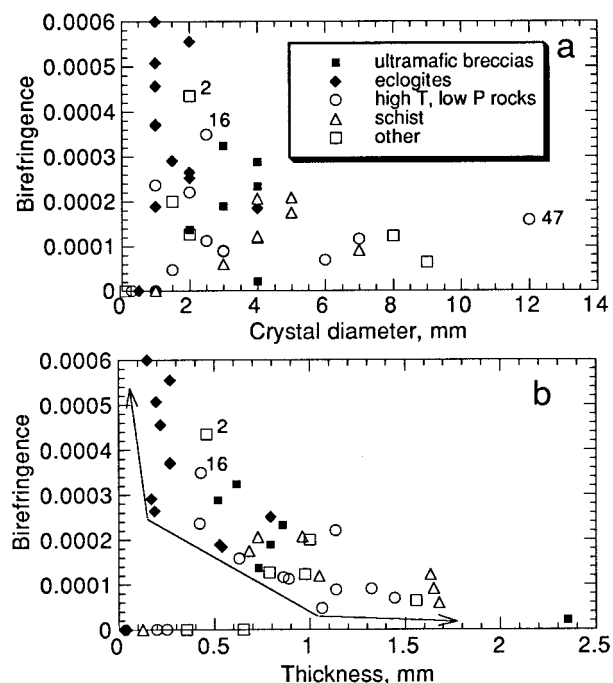 0.0006
0.0005
0.0004
0.0003
0.0002
0.0001
0
Birefringence
a
ultramafic breccias
eclogites
high T, low P rocks
schist
other
2
16
47
0 2 4 6 8 10 12 14
Crystal diameter, mm
0.0006
0.0005
0.0004
0.0003
0.0002
0.0001
0
Birefringence
b
2
16
0 0.5 1 1.5 2 2.5
Thickness, mm